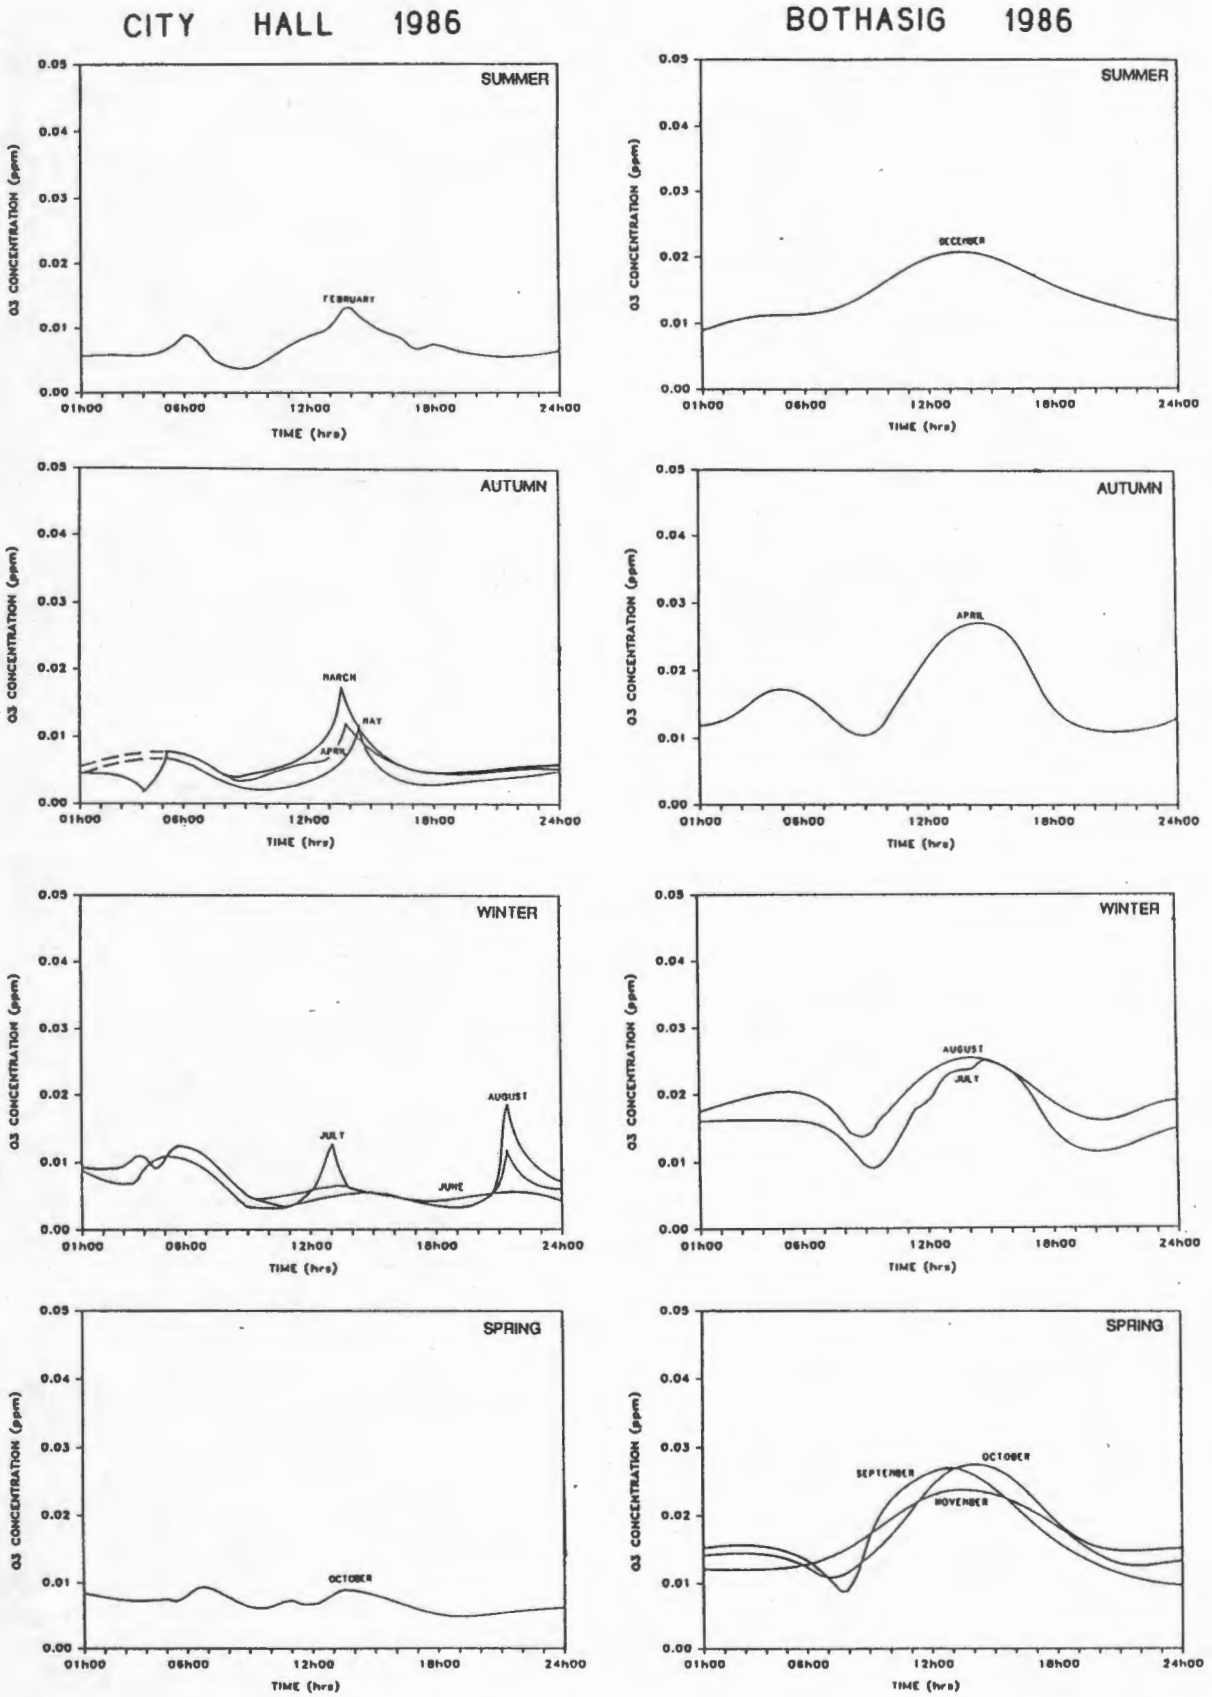 CITY HALL 1986
BOTHASIG 1986
SUMMER
O3 CONCENTRATION (ppm)
0.05
0.04
0.03
0.02
0.01
0.00
FEBRUARY
01h00 06h00 12h00 18h00 24h00
TIME (hrs)
SUMMER
O3 CONCENTRATION (ppm)
0.05
0.04
0.03
0.02
0.01
0.00
DECEMBER
01h00 06h00 12h00 18h00 24h00
TIME (hrs)
AUTUMN
O3 CONCENTRATION (ppm)
0.05
0.04
0.03
0.02
0.01
0.00
MARCH
MAY
APRIL
01h00 06h00 12h00 18h00 24h00
TIME (hrs)
AUTUMN
O3 CONCENTRATION (ppm)
0.05
0.04
0.03
0.02
0.01
0.00
APRIL
01h00 06h00 12h00 18h00 24h00
TIME (hrs)
WINTER
O3 CONCENTRATION (ppm)
0.05
0.04
0.03
0.02
0.01
0.00
AUGUST
JULY
JUNE
01h00 06h00 12h00 18h00 24h00
TIME (hrs)
WINTER
O3 CONCENTRATION (ppm)
0.05
0.04
0.03
0.02
0.01
0.00
AUGUST
JULY
01h00 06h00 12h00 18h00 24h00
TIME (hrs)
SPRING
O3 CONCENTRATION (ppm)
0.05
0.04
0.03
0.02
0.01
0.00
OCTOBER
01h00 06h00 12h00 18h00 24h00
TIME (hrs)
SPRING
O3 CONCENTRATION (ppm)
0.05
0.04
0.03
0.02
0.01
0.00
OCTOBER
SEPTEMBER
NOVEMBER
01h00 06h00 12h00 18h00 24h00
TIME (hrs)